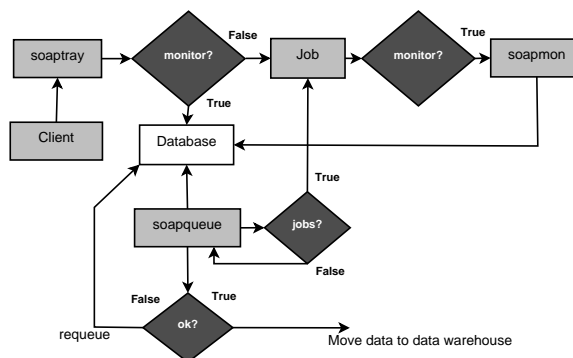 soaptray
monitor?
False
Job
monitor?
True
soapmon
True
Client
Database
True
soapqueue
jobs?
False
False
True
ok?
requeue
Move data to data warehouse